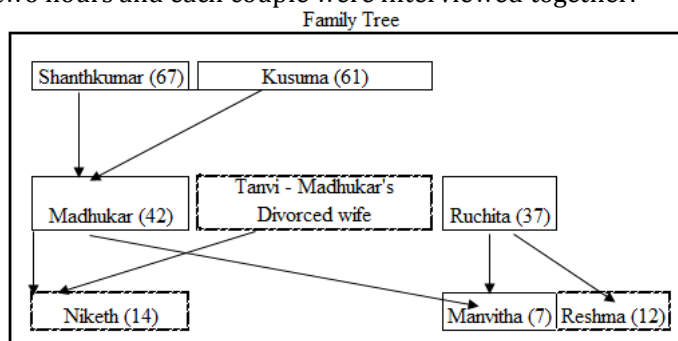 two hours and each couple were interviewed together.
Family Tree
Shanthkumar (67) Kusuma (61)
Tanvi - Madhukar's
Divorced wife
Madhukar (42) Ruchita (37)
Niketh (14) Manvitha (7) Reshma (12)